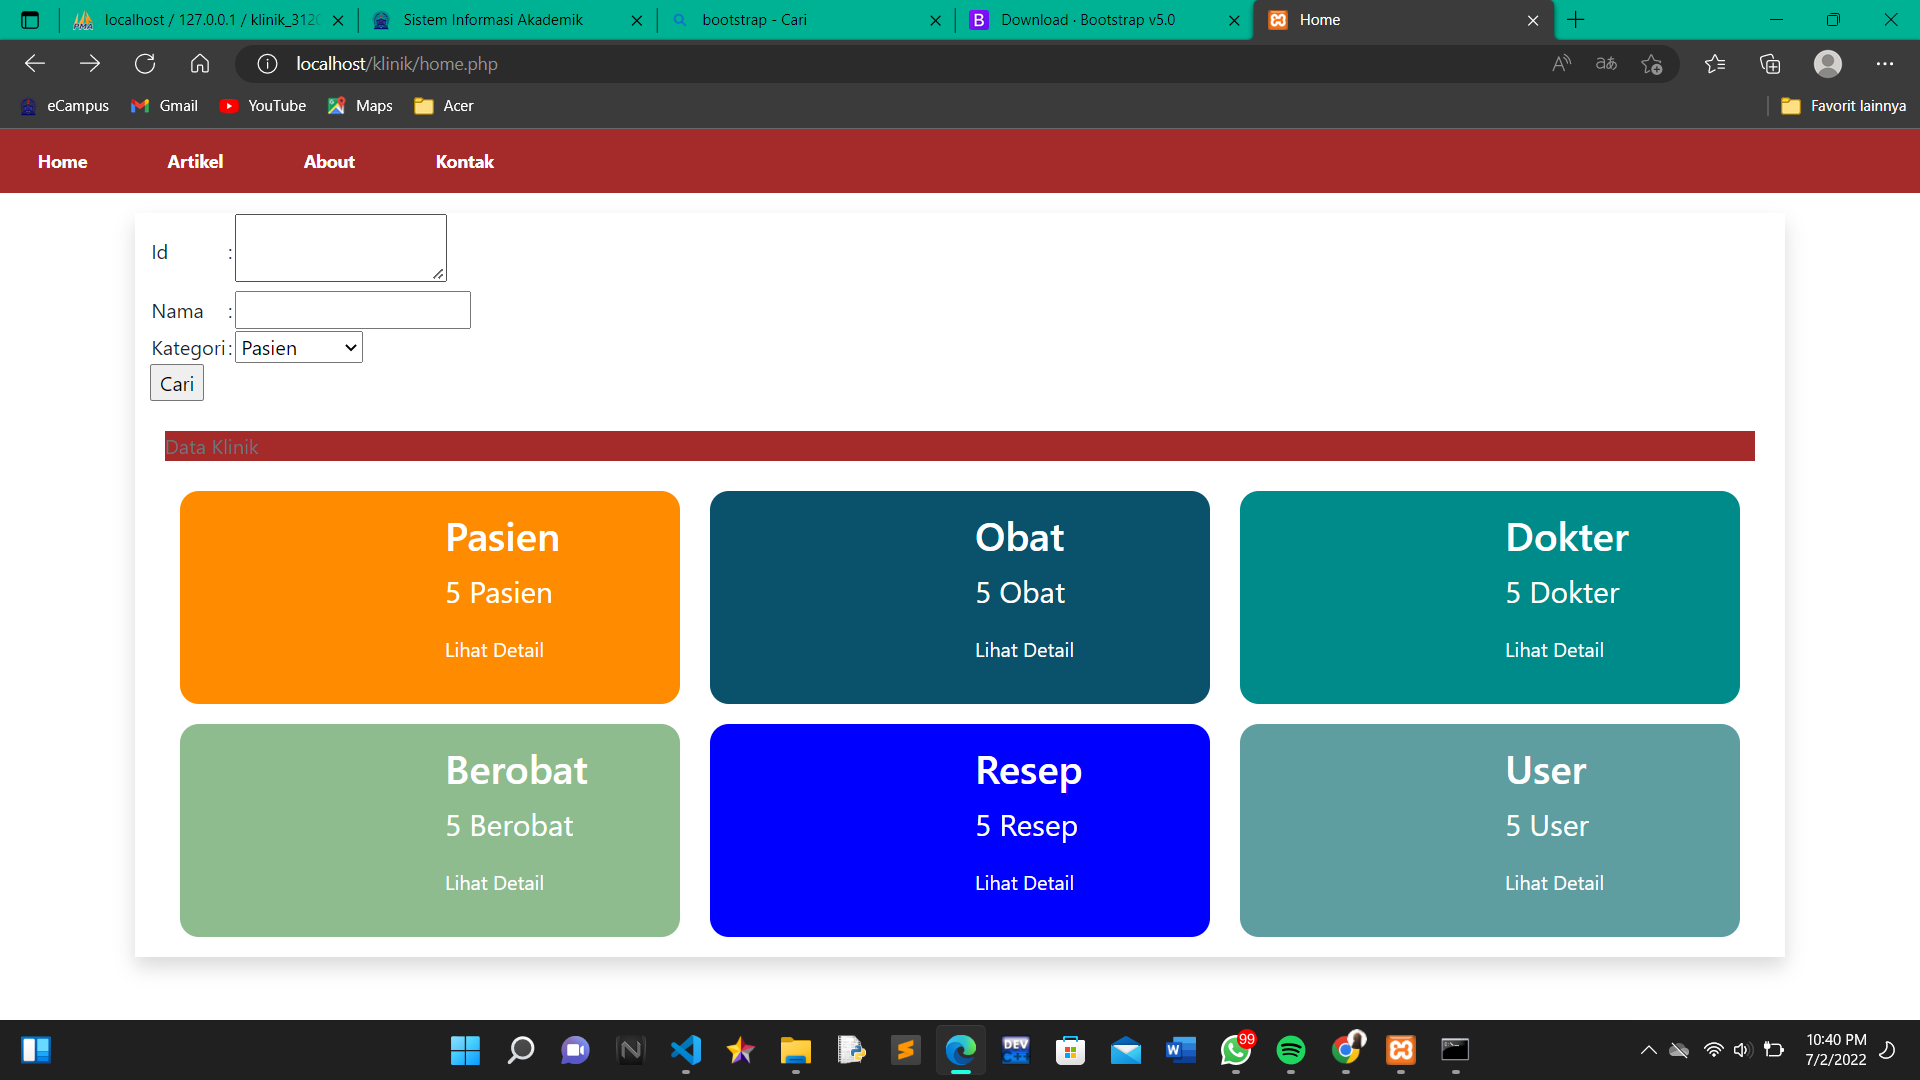 localhost / 127.0.0.1 / klinik_312
Sistem Informasi Akademik
bootstrap - Cari
Download · Bootstrap v5.0
Home
localhost/klinik/home.php
eCampus
Gmail
YouTube
Maps
Acer
Favorit lainnya
Home
Artikel
About
Kontak
Id :
Nama :
Kategori : Pasien
Cari
Data Klinik
Pasien
5 Pasien
Lihat Detail
Obat
5 Obat
Lihat Detail
Dokter
5 Dokter
Lihat Detail
Berobat
5 Berobat
Lihat Detail
Resep
5 Resep
Lihat Detail
User
5 User
Lihat Detail
99
10:40 PM
7/2/2022